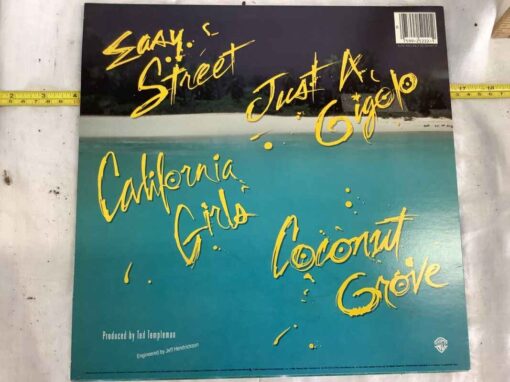 Easy
Street
Just A
Gigolo
California
Girls
Coconut
Grove
Produced by Ted Templeman
Engineered by Jeff Hendrickson